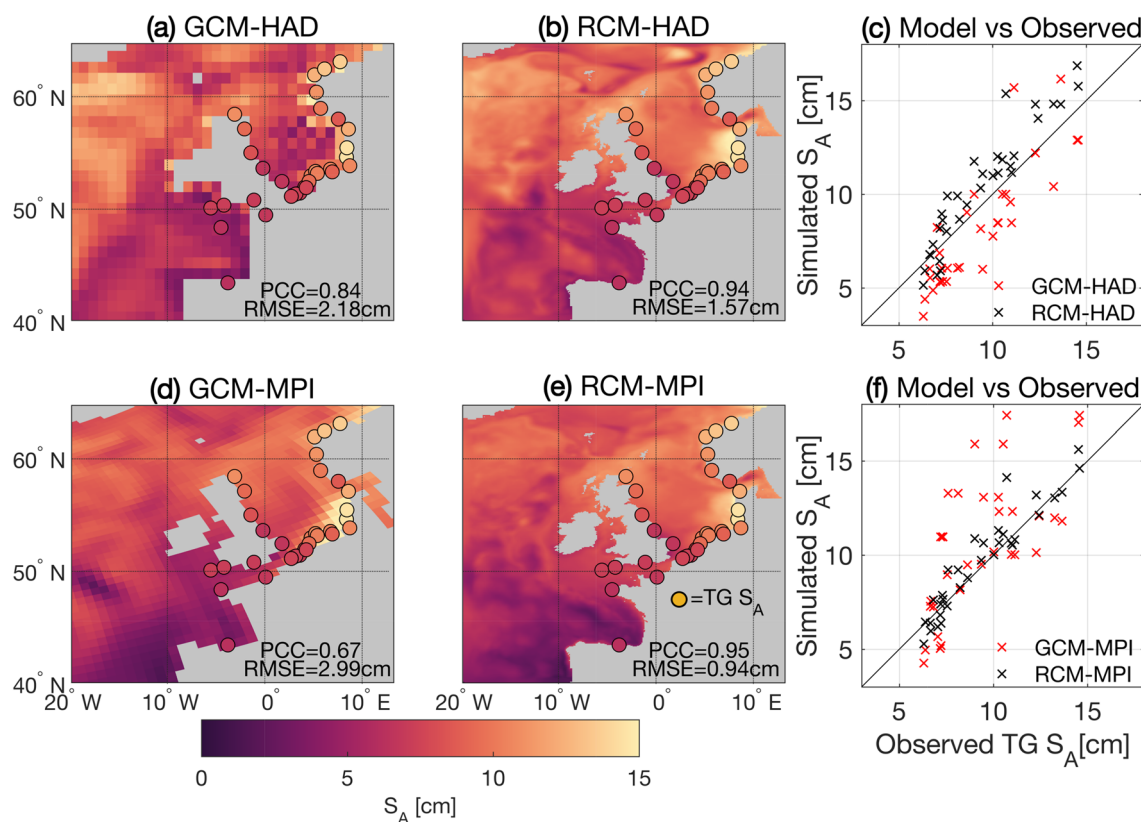 (a) GCM-HAD
(b) RCM-HAD
(c) Model vs Observed
60° N
50° N
40° N
PCC=0.84
RMSE=2.18cm
PCC=0.94
RMSE=1.57cm
Simulated S_A [cm]
15
10
5
GCM-HAD
RCM-HAD
5
10
15
(d) GCM-MPI
(e) RCM-MPI
(f) Model vs Observed
60° N
50° N
40° N
20° W
10° W
0°
10° E
PCC=0.67
RMSE=2.99cm
=TG S_A
PCC=0.95
RMSE=0.94cm
20° W
10° W
0°
10° E
Simulated S_A [cm]
15
10
5
GCM-MPI
RCM-MPI
5
10
15
Observed TG S_A[cm]
0
5
10
15
S_A [cm]